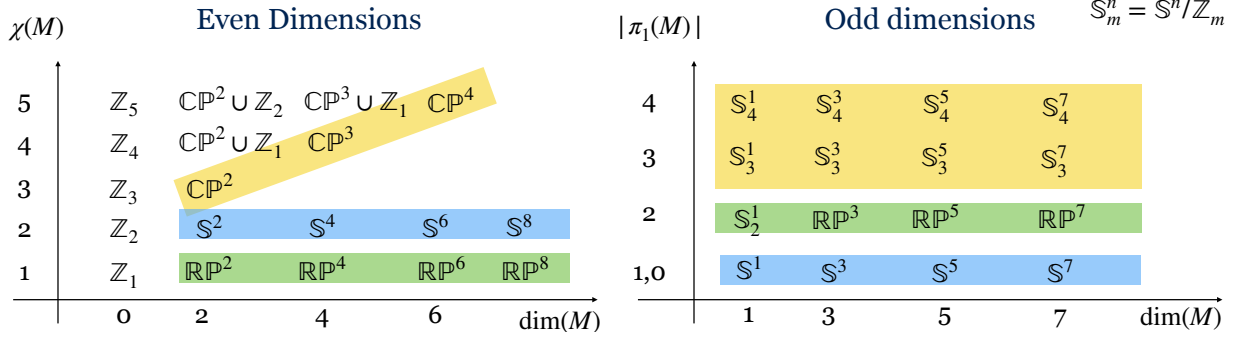 Even Dimensions
χ(M)
5 ℤ₅ ℂℙ² ∪ ℤ₂ ℂℙ³ ∪ ℤ₁ ℂℙ⁴
4 ℤ₄ ℂℙ² ∪ ℤ₁ ℂℙ³
3 ℤ₃ ℂℙ²
2 ℤ₂ 𝕊² 𝕊⁴ 𝕊⁶ 𝕊⁸
1 ℤ₁ ℝℙ² ℝℙ⁴ ℝℙ⁶ ℝℙ⁸
0 2 4 6 dim(M)
Odd dimensions
𝕊ⁿₘ = 𝕊ⁿ/ℤₘ
|π₁(M)|
4 𝕊¹₄ 𝕊³₄ 𝕊⁵₄ 𝕊⁷₄
3 𝕊¹₃ 𝕊³₃ 𝕊⁵₃ 𝕊⁷₃
2 𝕊¹₂ ℝℙ³ ℝℙ⁵ ℝℙ⁷
1,0 𝕊¹ 𝕊³ 𝕊⁵ 𝕊⁷
1 3 5 7 dim(M)